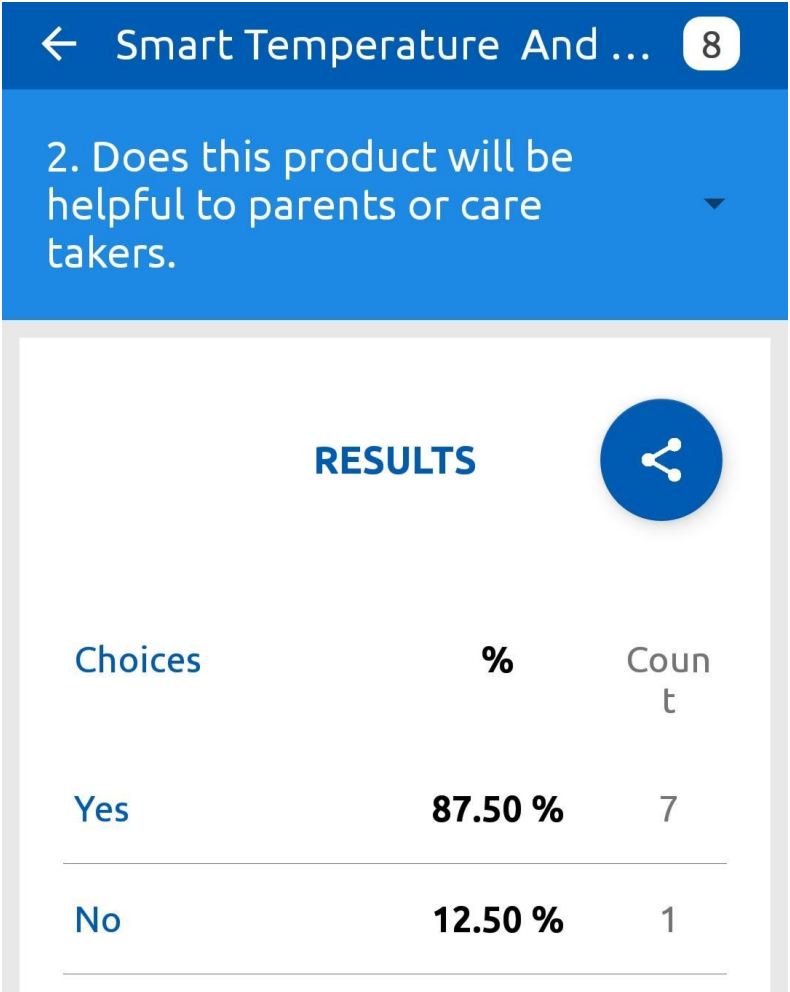 Smart Temperature And ... 8
2. Does this product will be
helpful to parents or care
takers.
RESULTS
Choices % Coun
t
Yes 87.50 % 7
No 12.50 % 1